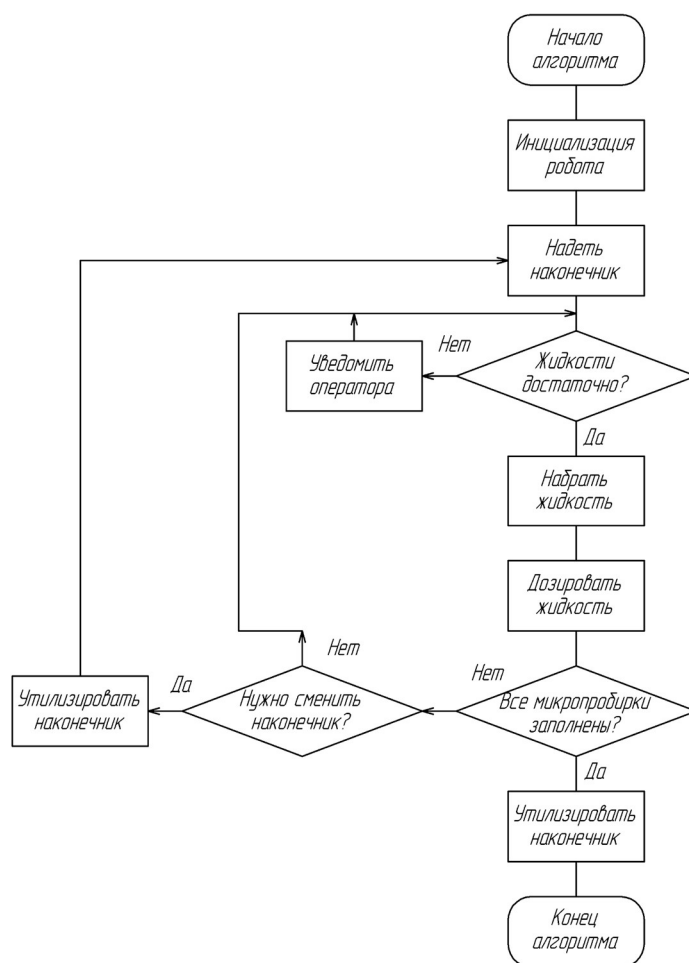 Начало
алгоритма
Инициализация
робота
Надеть
наконечник
Жидкости
достаточно?
Нет
Уведомить
оператора
Да
Набрать
жидкость
Дозировать
жидкость
Все микропробирки
заполнены?
Нет
Нужно сменить
наконечник?
Нет
Да
Утилизировать
наконечник
Да
Утилизировать
наконечник
Конец
алгоритма